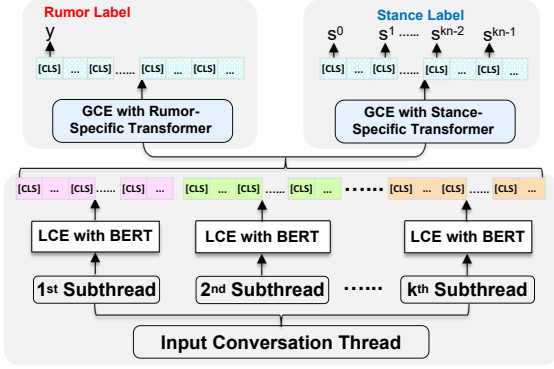 Rumor Label
Stance Label
y
s⁰ s¹ ...... sᵏⁿ⁻² sᵏⁿ⁻¹
[CLS] ... [CLS] ...... [CLS] ... [CLS] ...
[CLS] ... [CLS] ...... [CLS] ... [CLS] ...
GCE with Rumor-
Specific Transformer
GCE with Stance-
Specific Transformer
[CLS] ... [CLS] ...... [CLS] ...
[CLS] ... [CLS] ...... [CLS] ...
......
[CLS] ... [CLS] ...... [CLS] ...
LCE with BERT
LCE with BERT
LCE with BERT
1ˢᵗ Subthread
2ⁿᵈ Subthread
......
kᵗʰ Subthread
Input Conversation Thread